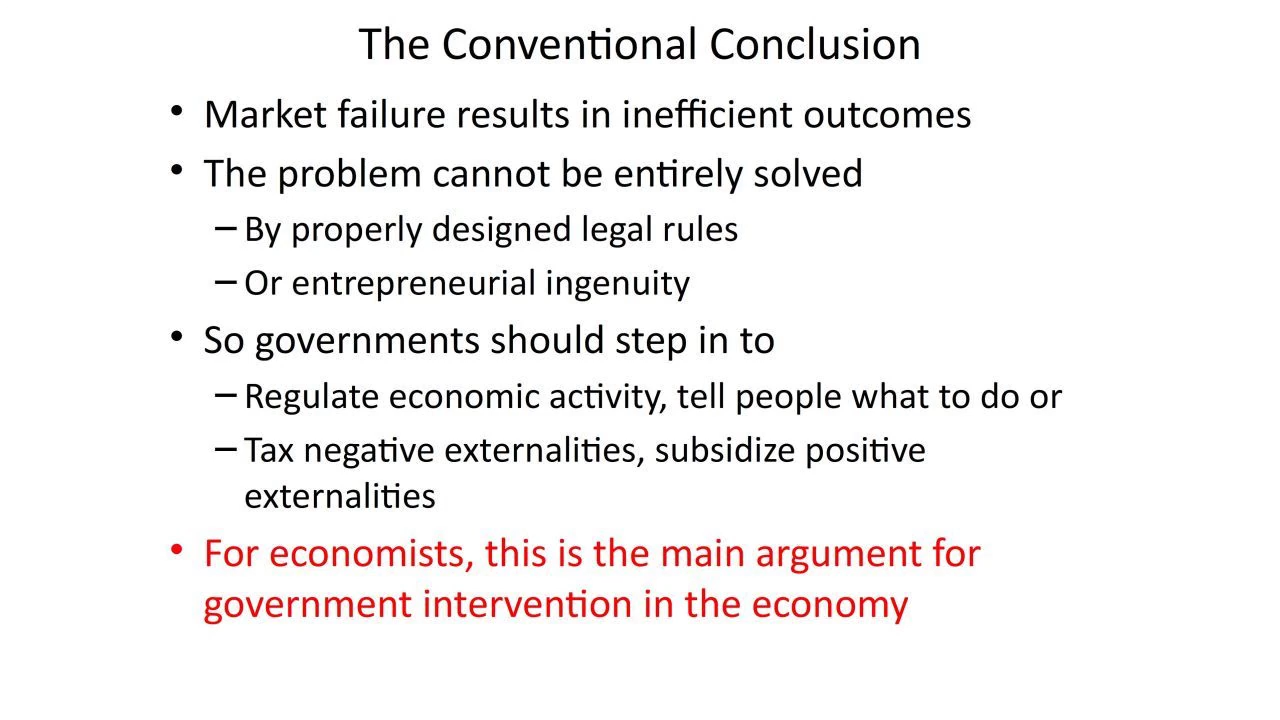 The Conventional Conclusion
• Market failure results in inefficient outcomes
• The problem cannot be entirely solved
– By properly designed legal rules
– Or entrepreneurial ingenuity
• So governments should step in to
– Regulate economic activity, tell people what to do or
– Tax negative externalities, subsidize positive
externalities
• For economists, this is the main argument for
government intervention in the economy